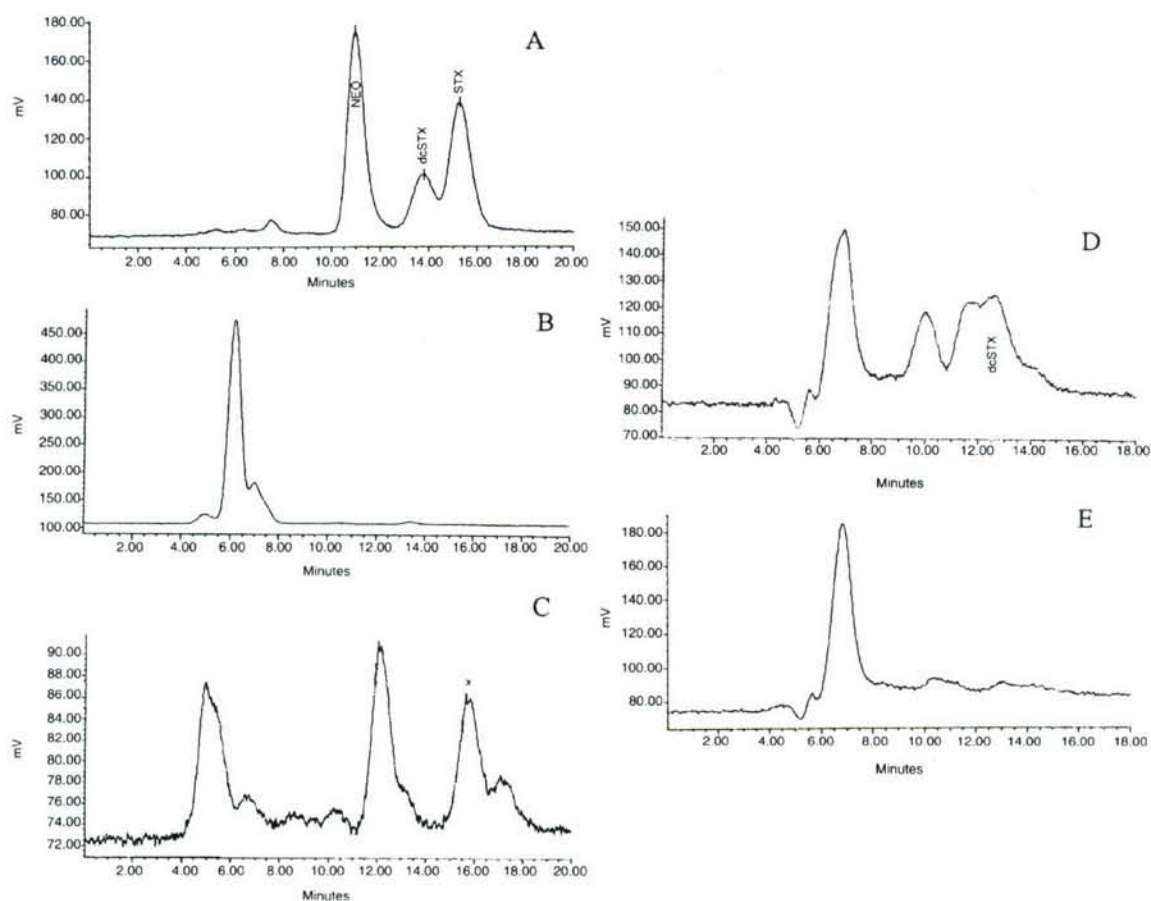 A
180.00
160.00
140.00
120.00
100.00
80.00
mV
NEO
dcSTX
STX
2.00 4.00 6.00 8.00 10.00 12.00 14.00 16.00 18.00 20.00
Minutes
B
450.00
400.00
350.00
300.00
250.00
200.00
150.00
100.00
mV
2.00 4.00 6.00 8.00 10.00 12.00 14.00 16.00 18.00 20.00
Minutes
C
90.00
88.00
86.00
84.00
82.00
80.00
78.00
76.00
74.00
72.00
mV
x
2.00 4.00 6.00 8.00 10.00 12.00 14.00 16.00 18.00 20.00
Minutes
D
150.00
140.00
130.00
120.00
110.00
100.00
90.00
80.00
70.00
mV
dcSTX
2.00 4.00 6.00 8.00 10.00 12.00 14.00 16.00 18.00
Minutes
E
180.00
160.00
140.00
120.00
100.00
80.00
mV
2.00 4.00 6.00 8.00 10.00 12.00 14.00 16.00 18.00
Minutes